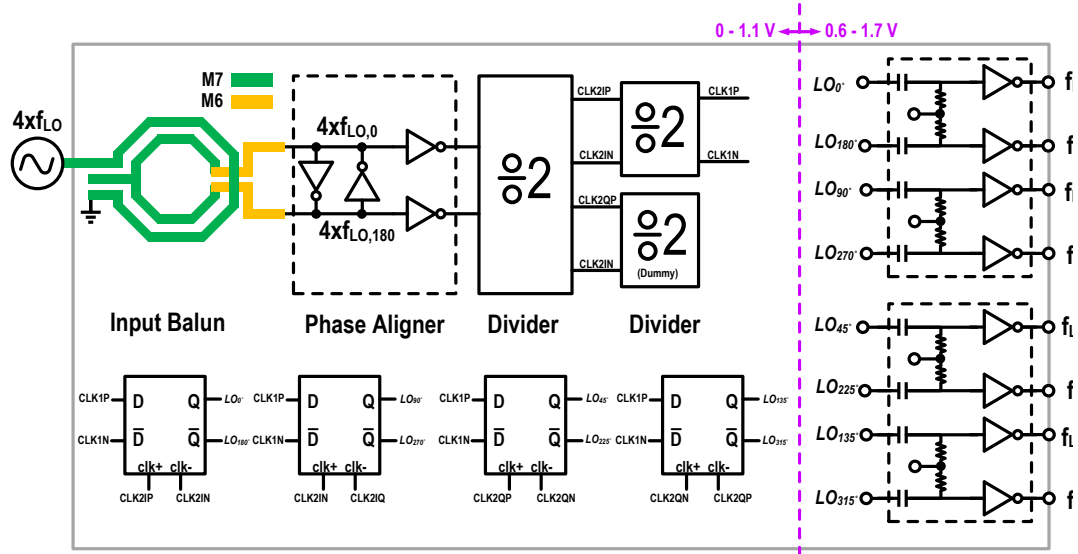 0 - 1.1 V
0.6 - 1.7 V
M7
M6
4xfLO
4xfLO,0
4xfLO,180
÷2
CLK2IP
CLK2IN
CLK2QP
CLK2IN
÷2
CLK1P
CLK1N
÷2
(Dummy)
Input Balun
Phase Aligner
Divider
Divider
LO0°
LO180°
LO90°
LO270°
LO45°
LO225°
LO135°
LO315°
CLK1P
D
Q
LO0°
CLK1N
D̅
Q̅
LO180°
clk+ clk-
CLK2IP
CLK2IN
CLK1P
D
Q
LO90°
CLK1N
D̅
Q̅
LO270°
clk+ clk-
CLK2IN
CLK2IQ
CLK1P
D
Q
LO45°
CLK1N
D̅
Q̅
LO225°
clk+ clk-
CLK2QP
CLK2QN
CLK1P
D
Q
LO135°
CLK1N
D̅
Q̅
LO315°
clk+ clk-
CLK2QN
CLK2QP